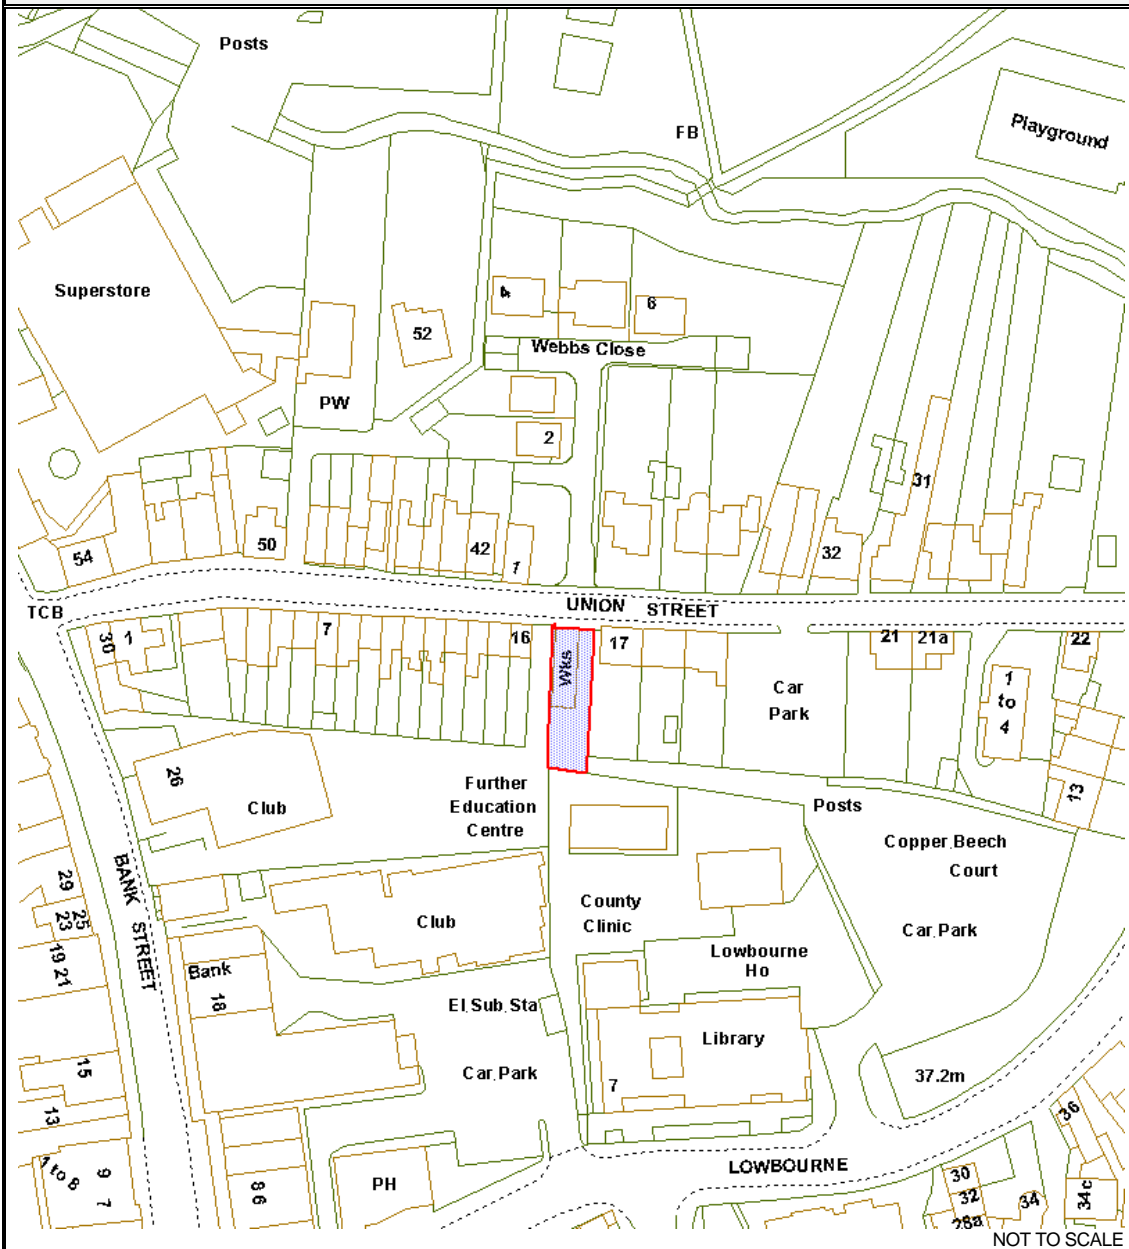 Posts
FB
Playground
Superstore
4
6
52
Webbs Close
PW
2
31
54
50
42
1
32
TCB
UNION STREET
30
1
7
16
Wks
17
21
21a
22
Car
Park
1
to
4
26
Club
Further
Education
Centre
Posts
13
Copper Beech
Court
BANK STREET
29
25
23
Club
County
Clinic
Car Park
19 21
Bank
18
Lowbourne
Ho
El Sub Sta
Library
15
Car Park
7
37.2m
13
36
LOWBOURNE
1 to 8
9
7
8 6
PH
30
32
28a
34
34c
NOT TO SCALE